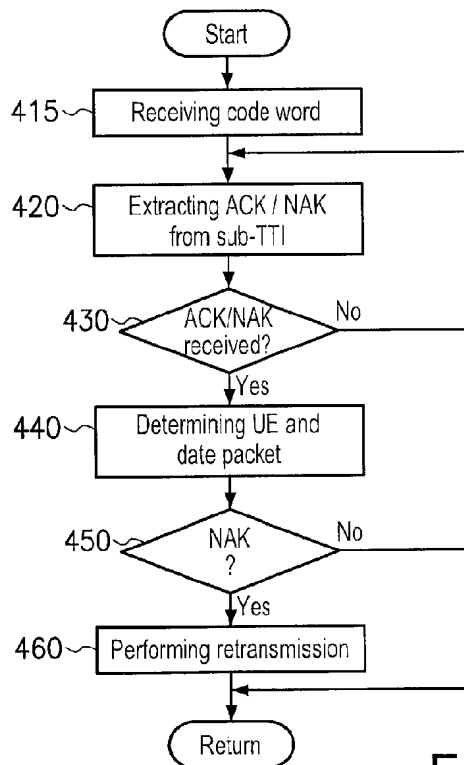 Start
415
Receiving code word
420
Extracting ACK / NAK
from sub-TTI
430
ACK/NAK
received?
No
Yes
440
Determining UE and
date packet
450
NAK
?
No
Yes
460
Performing retransmission
Return